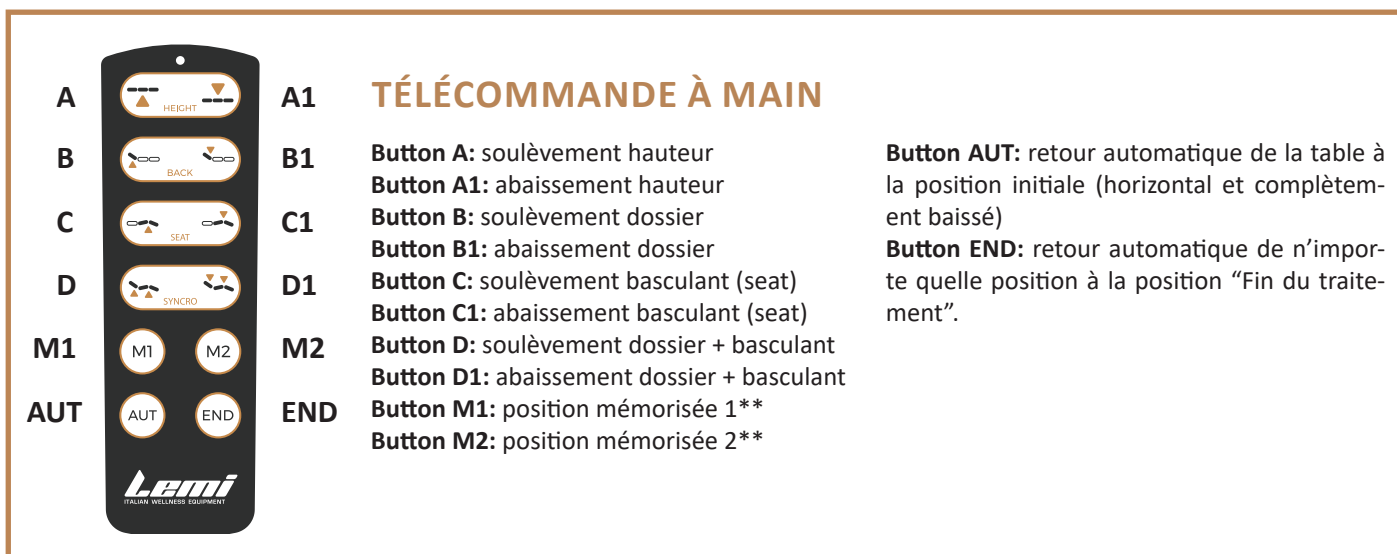 A
HEIGHT
A1
B
BACK
B1
C
SEAT
C1
D
SYNCRO
D1
M1
M1
M2
M2
AUT
AUT
END
END
Lemi
ITALIAN WELLNESS EQUIPMENT
TÉLÉCOMMANDE À MAIN
Button A: soulèvement hauteur
Button A1: abaissement hauteur
Button B: soulèvement dossier
Button B1: abaissement dossier
Button C: soulèvement basculant (seat)
Button C1: abaissement basculant (seat)
Button D: soulèvement dossier + basculant
Button D1: abaissement dossier + basculant
Button M1: position mémorisée 1**
Button M2: position mémorisée 2**
Button AUT: retour automatique de la table à
la position initiale (horizontal et complètem-
ent baissé)
Button END: retour automatique de n’impor-
te quelle position à la position “Fin du traite-
ment”.